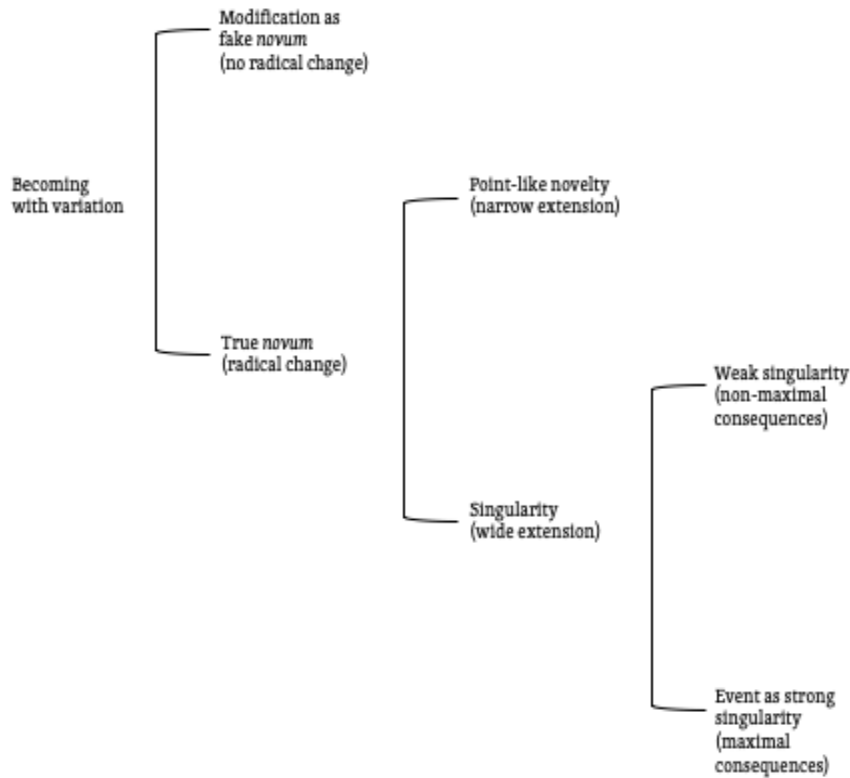 Modification as
fake novum
(no radical change)
Becoming
with variation
Point-like novelty
(narrow extension)
True novum
(radical change)
Weak singularity
(non-maximal
consequences)
Singularity
(wide extension)
Event as strong
singularity
(maximal
consequences)